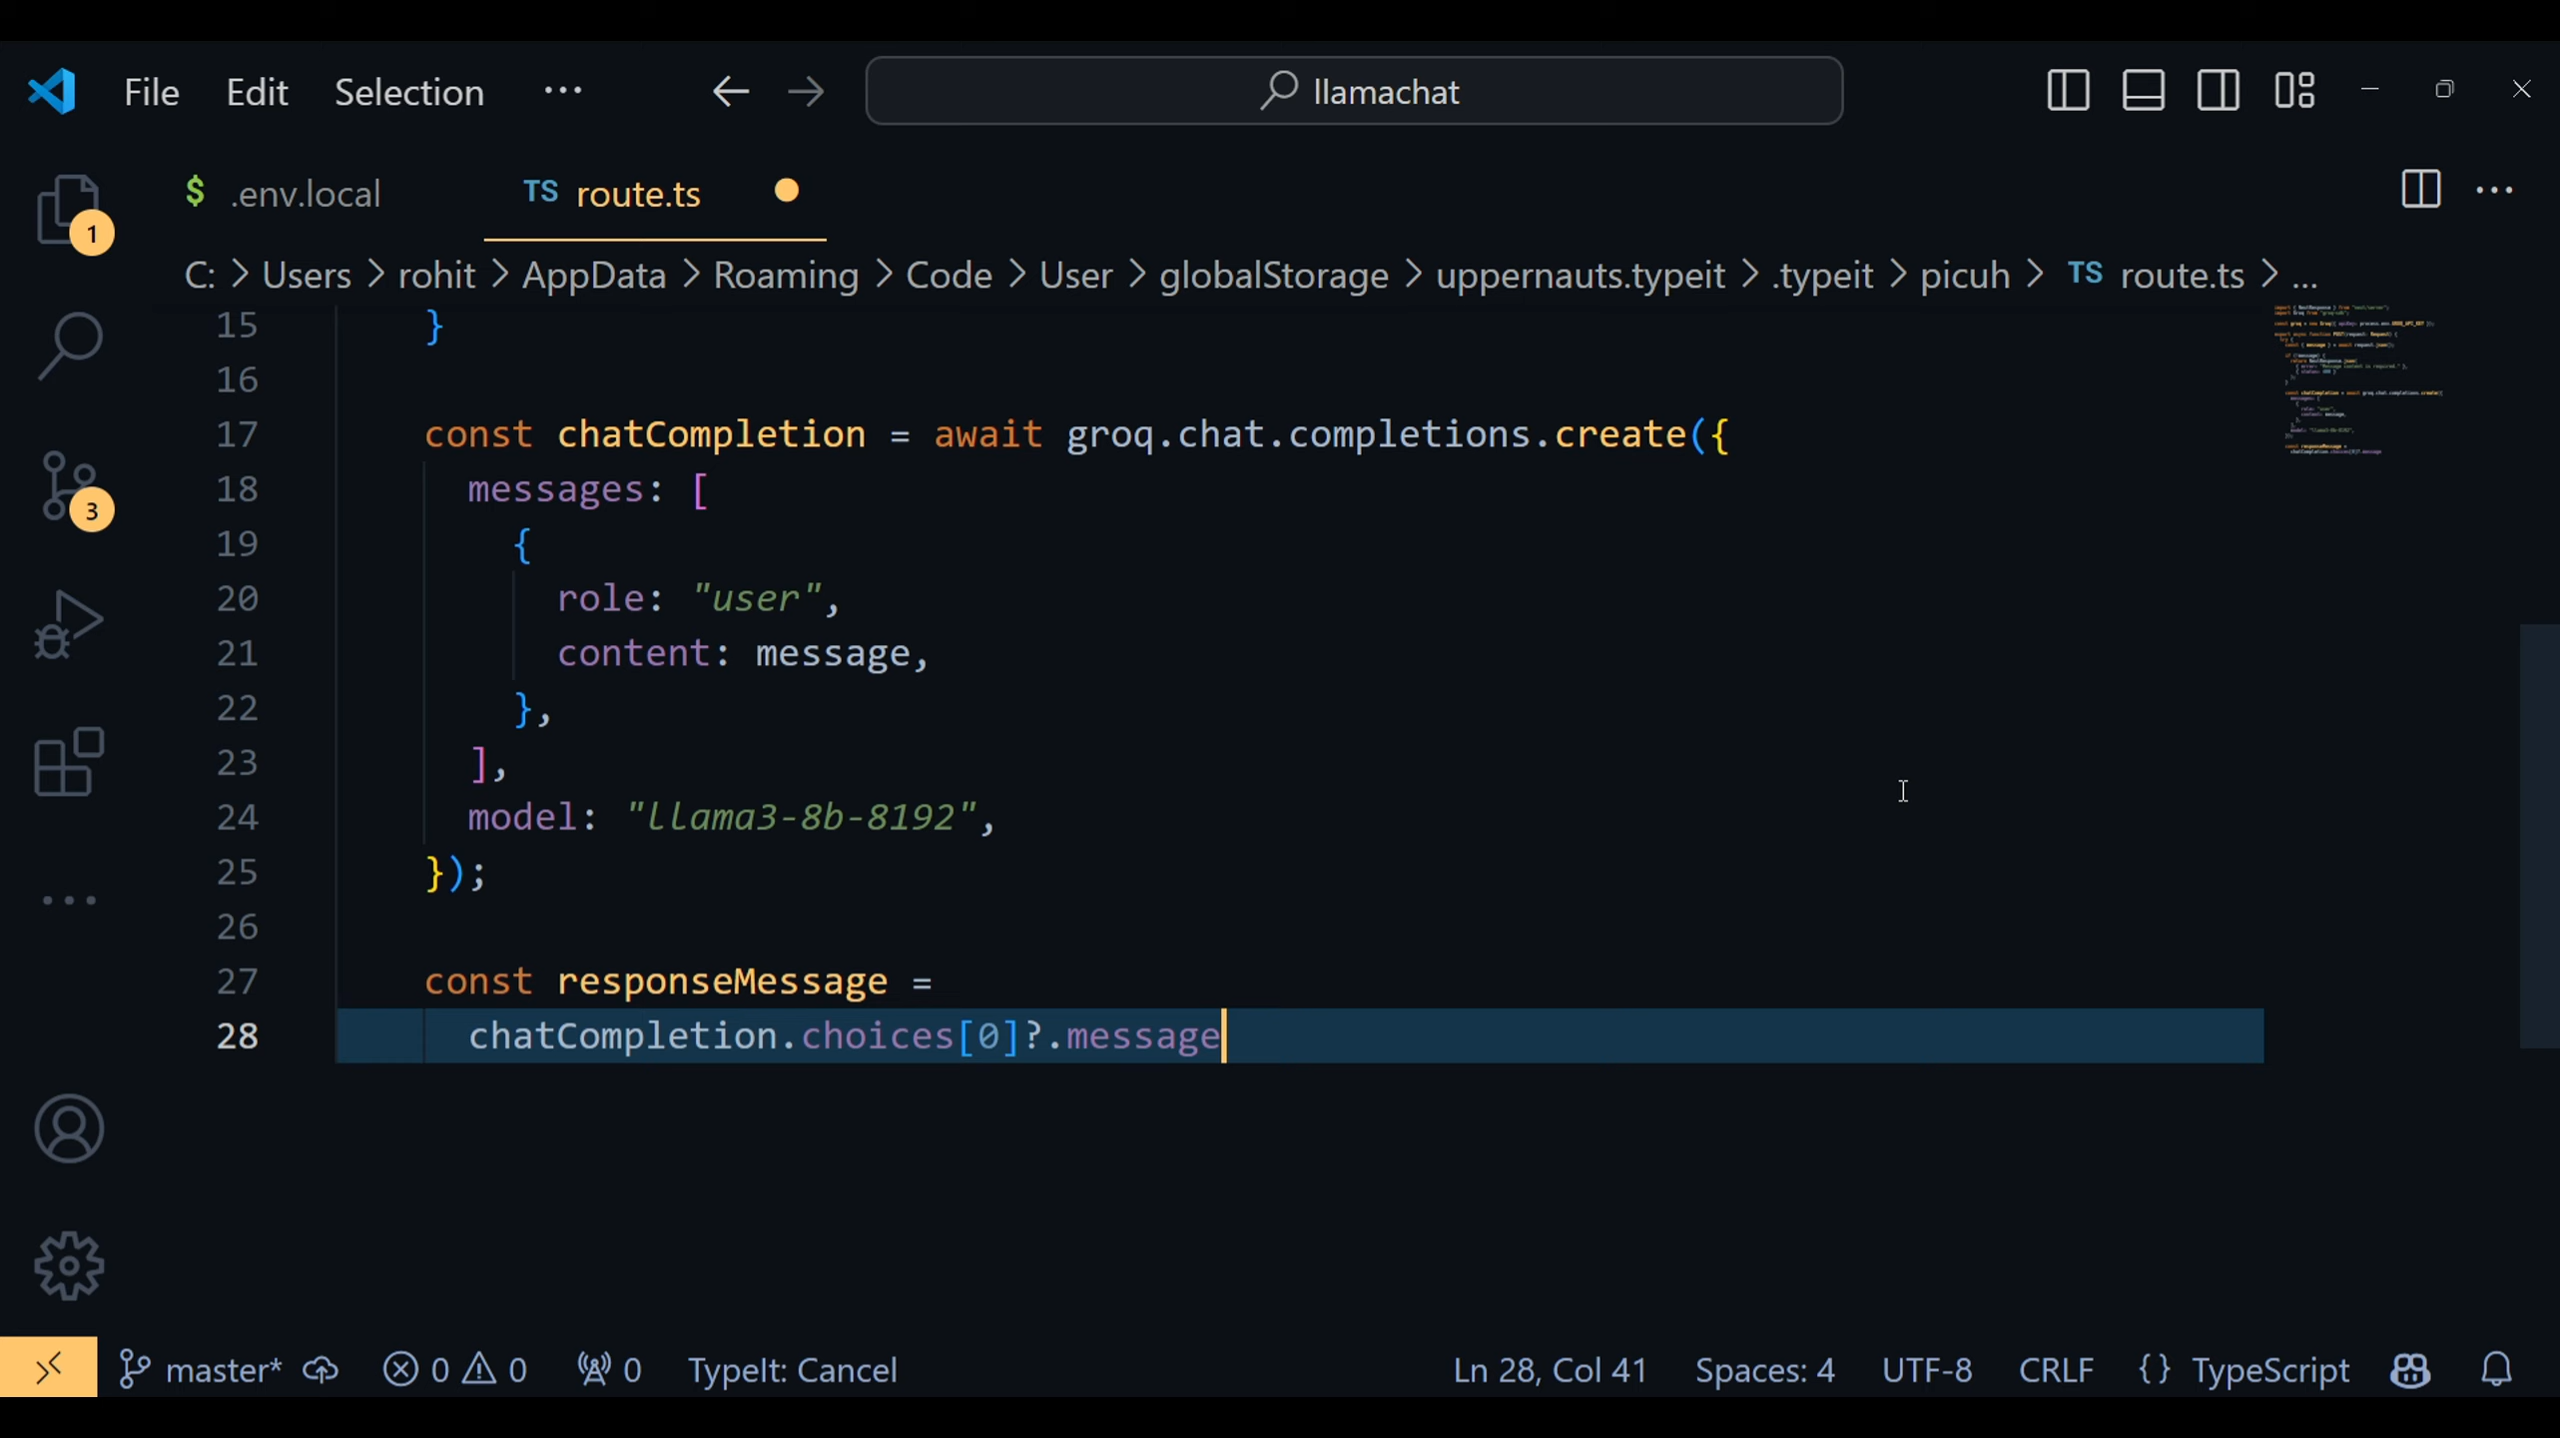 File Edit Selection ··· llamachat
$ .env.local TS route.ts
C: > Users > rohit > AppData > Roaming > Code > User > globalStorage > uppernauts.typeit > .typeit > picuh > TS route.ts > ...
15 }
16
17 const chatCompletion = await groq.chat.completions.create({
18 messages: [
19 {
20 role: "user",
21 content: message,
22 },
23 ],
24 model: "llama3-8b-8192",
25 });
26
27 const responseMessage =
28 chatCompletion.choices[0]?.message
1
3
master* 0 0 0 TypeIt: Cancel Ln 28, Col 41 Spaces: 4 UTF-8 CRLF {} TypeScript